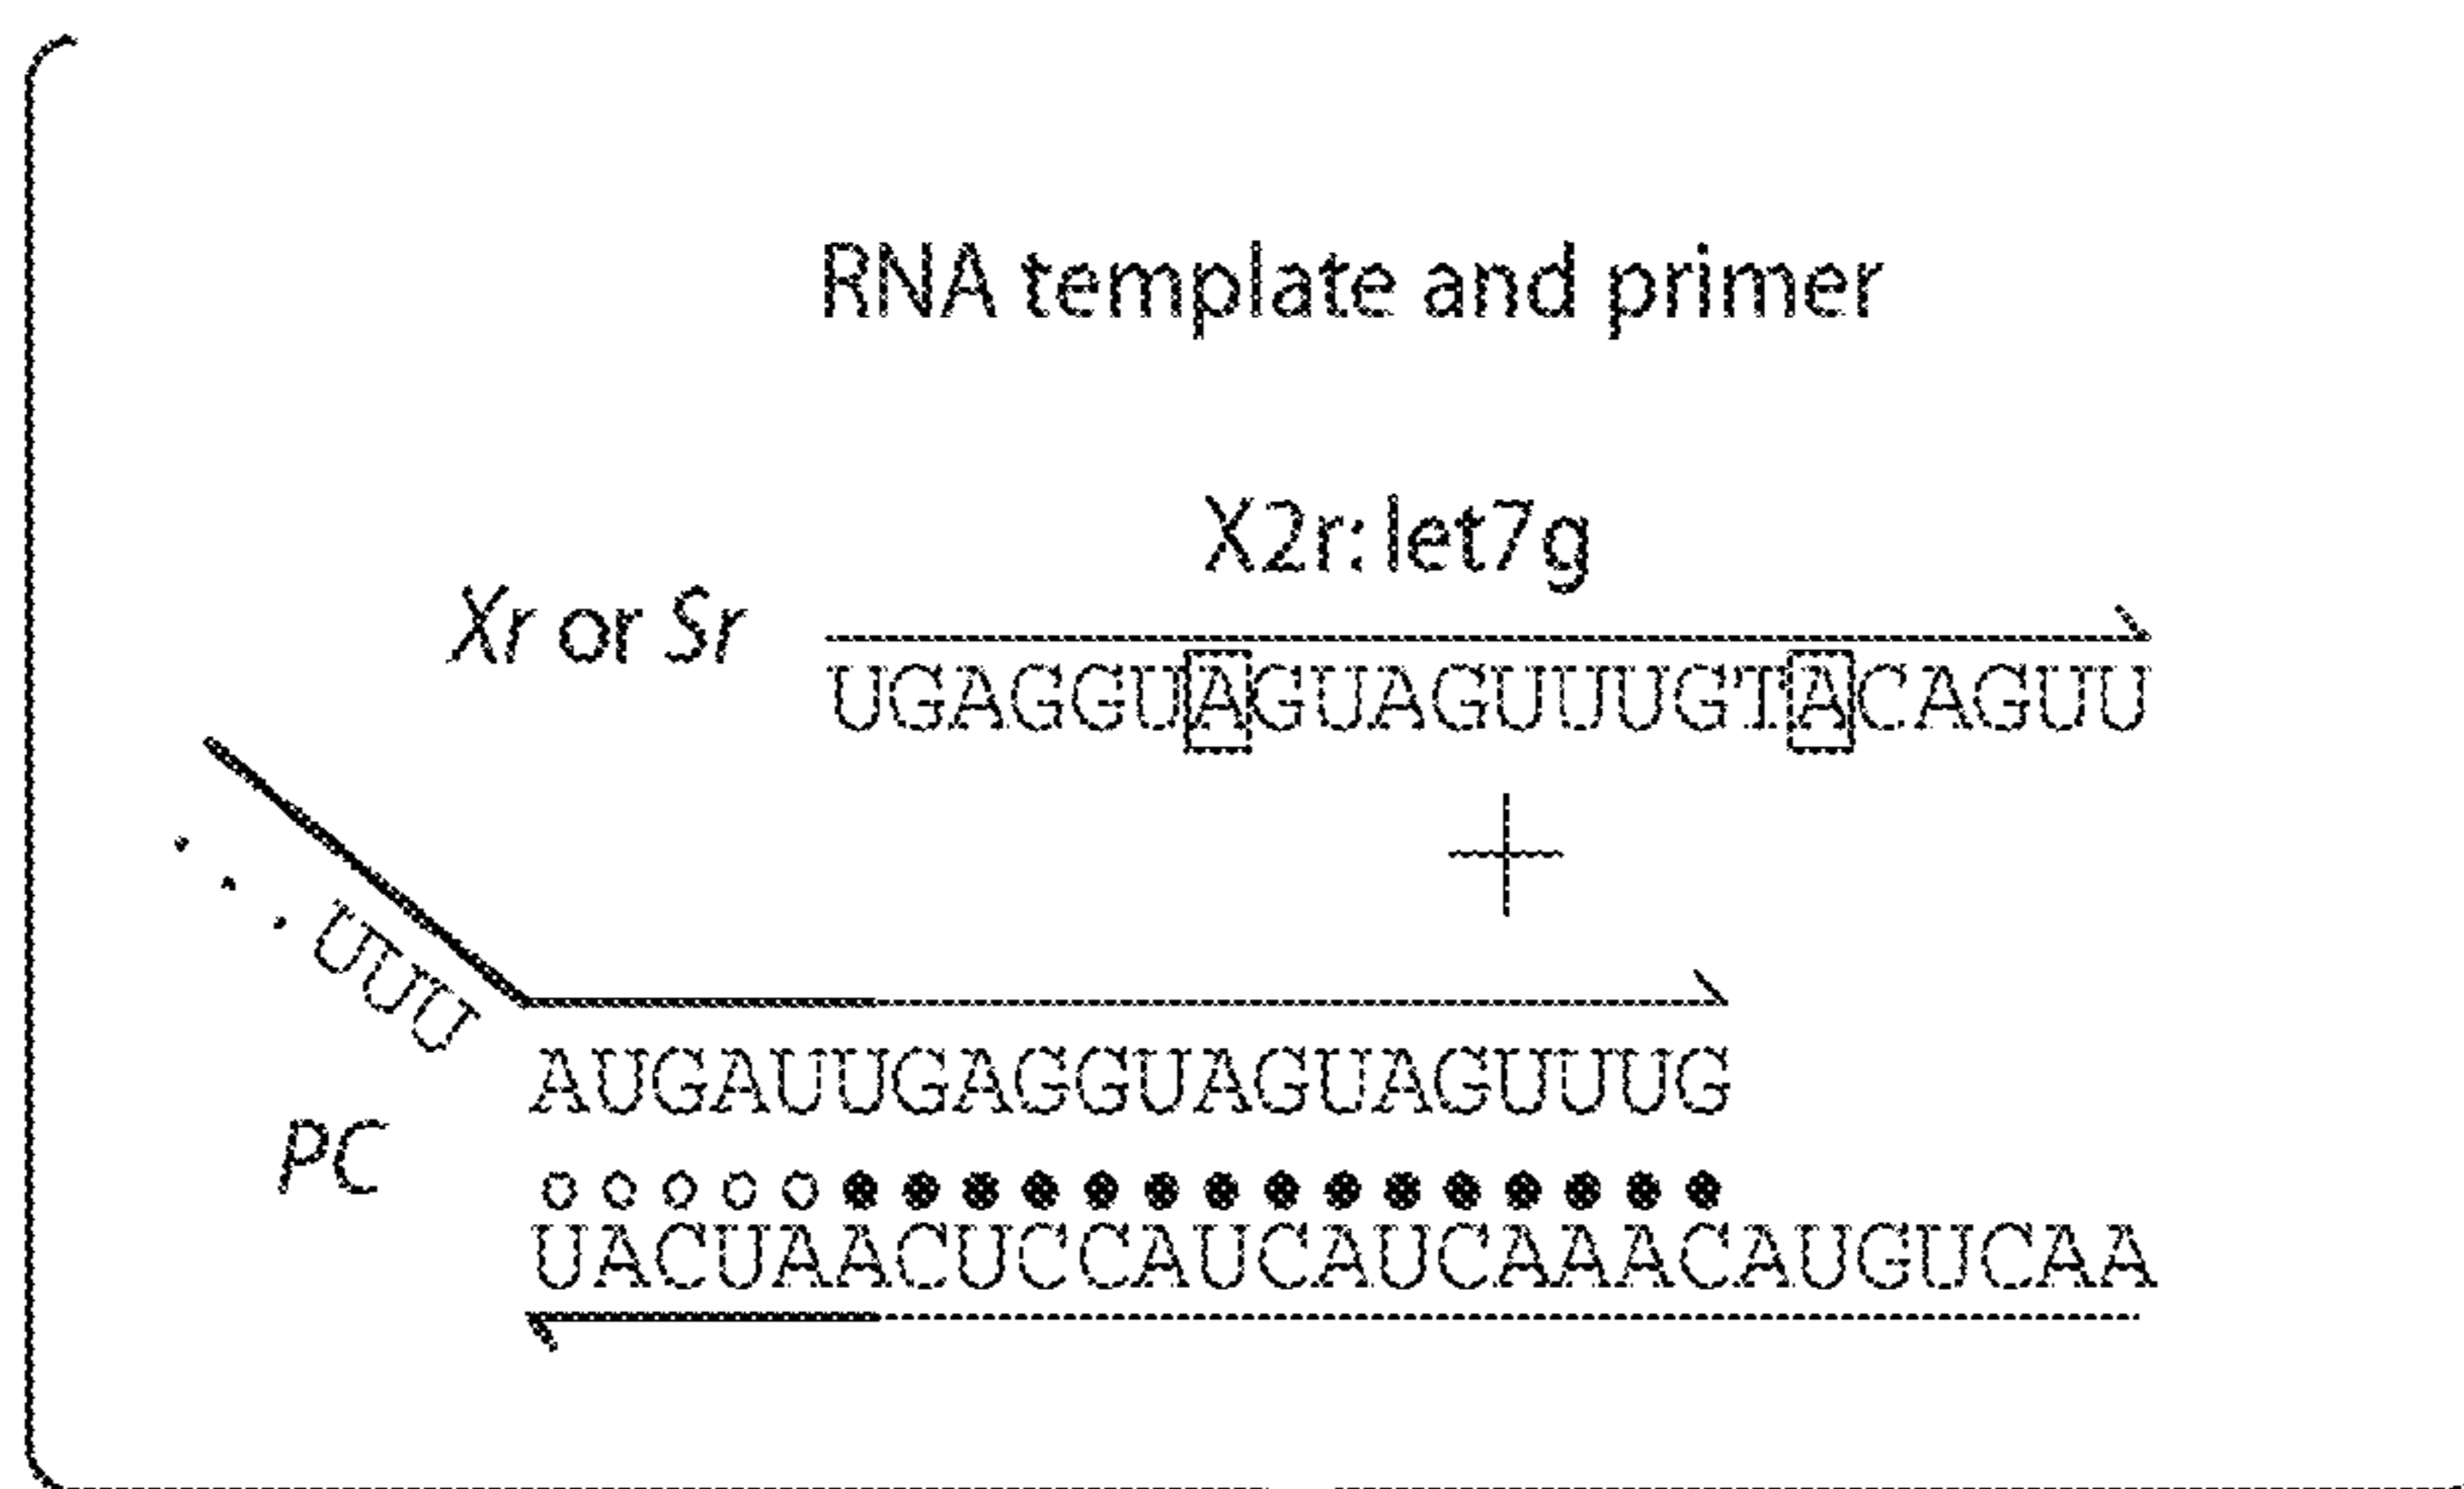 RNA template and primer
X2r: let7g
Xr or Sr
UGAGGUAGUAGUUUGTACAGUU
...UUU
AUGAUUGAGGUAGUAGUUUG
PC
UACUAACUCCAUCAUCAAACAUGUCAA